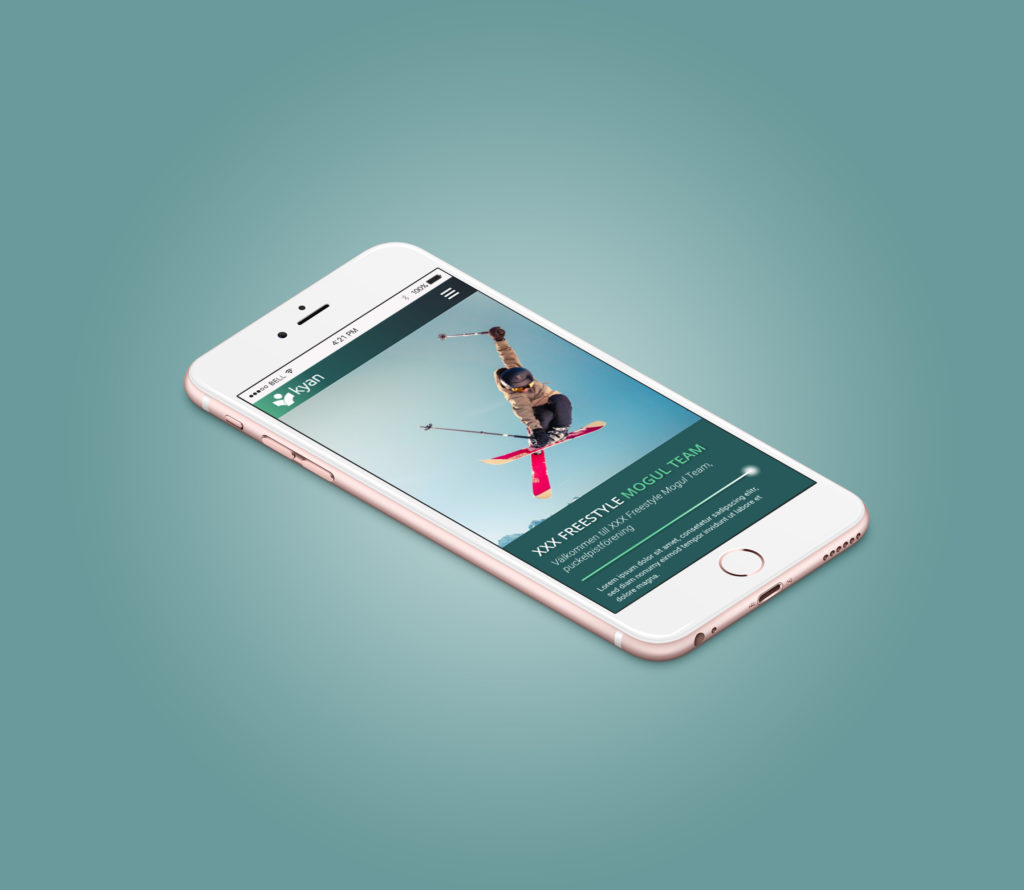 BELL
4:21 PM
100%
kyan
XXX FREESTYLE MOGUL TEAM
Välkommen till XXX Freestyle Mogul Team,
puckelpistförening
Lorem ipsum dolor sit amet, consetetur sadipscing elitr,
sed diam nonumy eirmod tempor invidunt ut labore et
dolore magna.